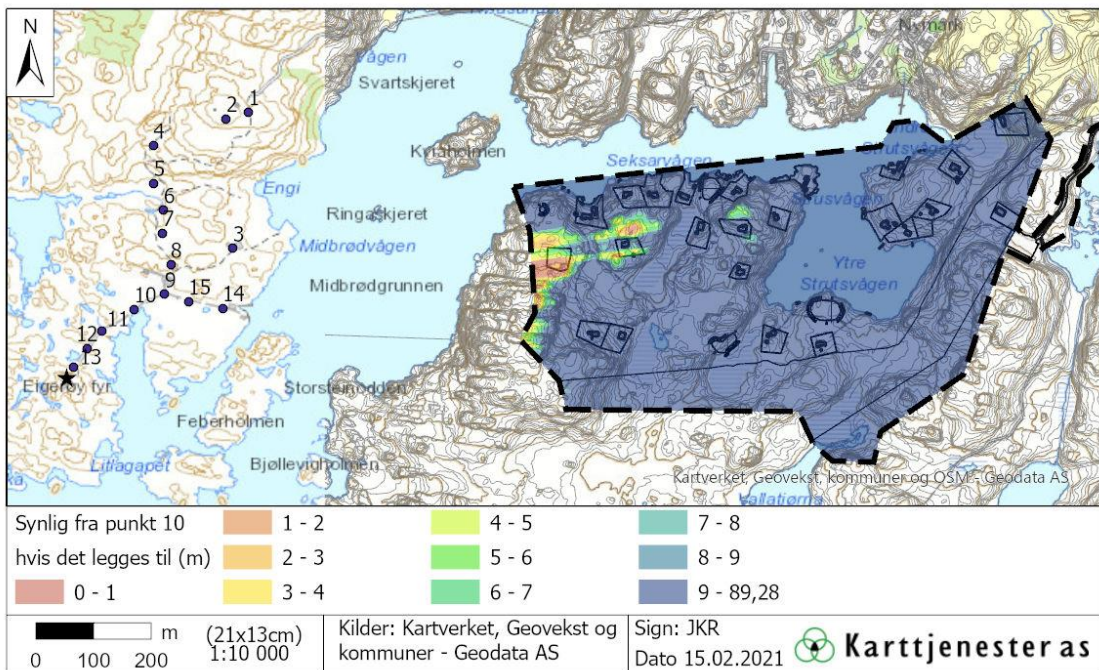 N
Vågen
Svartskjeret
Nymark
1
2
4
Kyraholmen
Seksarvågen
Strutsvågen
5
Engi
6
Ringaskjeret
7
Midbrødvågen
3
8
Ytre
Strutsvågen
9
Midbrødgrunnen
10
15
14
11
12
13
Eigerøy fyr
Storsteinodden
Feberholmen
Litlagapet
Bjøllevigholmen
Kartverket, Geovekst, kommuner og OSM - Geodata AS
Synlig fra punkt 10
hvis det legges til (m)
0 - 1
1 - 2
2 - 3
3 - 4
4 - 5
5 - 6
6 - 7
7 - 8
8 - 9
9 - 89,28
0 100 200 m
(21x13cm)
1:10 000
Kilder: Kartverket, Geovekst og
kommuner - Geodata AS
Sign: JKR
Dato 15.02.2021
Karttjenester as